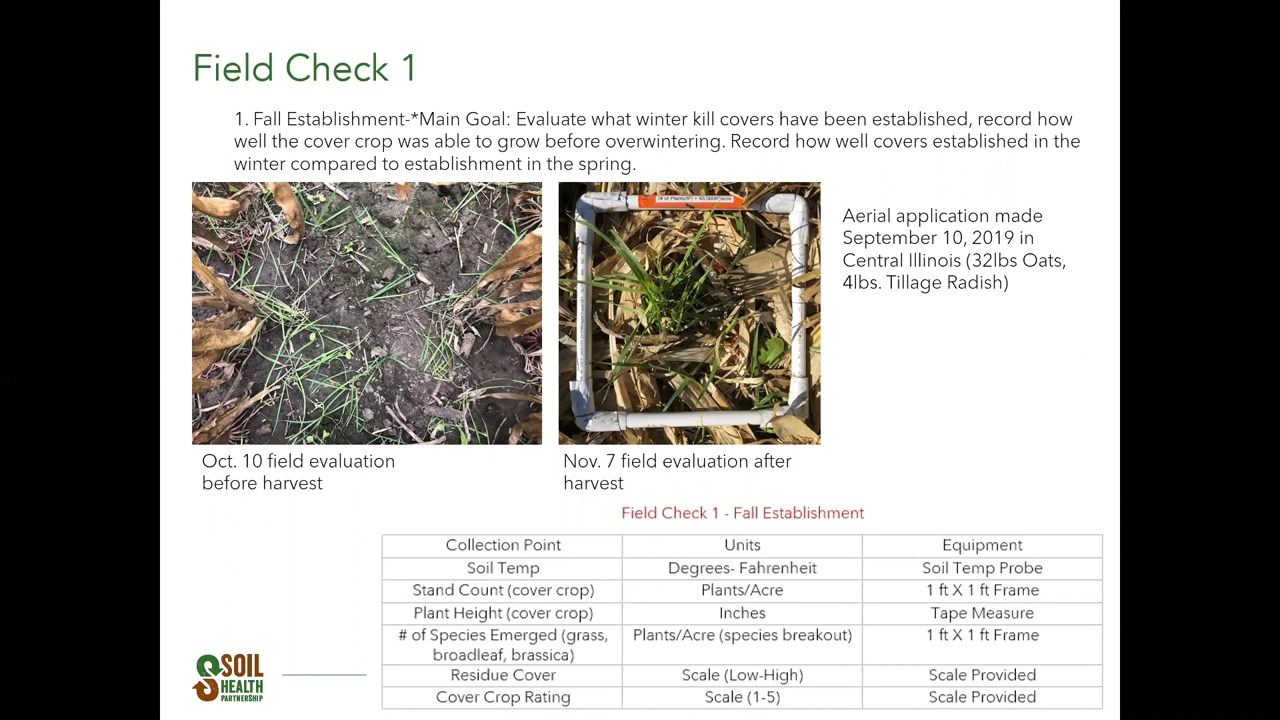 Field Check 1
1. Fall Establishment-*Main Goal: Evaluate what winter kill covers have been established, record how
well the cover crop was able to grow before overwintering. Record how well covers established in the
winter compared to establishment in the spring.
Aerial application made
September 10, 2019 in
Central Illinois (32lbs Oats,
4lbs. Tillage Radish)
Oct. 10 field evaluation
before harvest
Nov. 7 field evaluation after
harvest
Field Check 1 - Fall Establishment
Collection Point Units Equipment
Soil Temp Degrees- Fahrenheit Soil Temp Probe
Stand Count (cover crop) Plants/Acre 1 ft X 1 ft Frame
Plant Height (cover crop) Inches Tape Measure
# of Species Emerged (grass, Plants/Acre (species breakout) 1 ft X 1 ft Frame
broadleaf, brassica)
Residue Cover Scale (Low-High) Scale Provided
Cover Crop Rating Scale (1-5) Scale Provided
SOIL
HEALTH
PARTNERSHIP